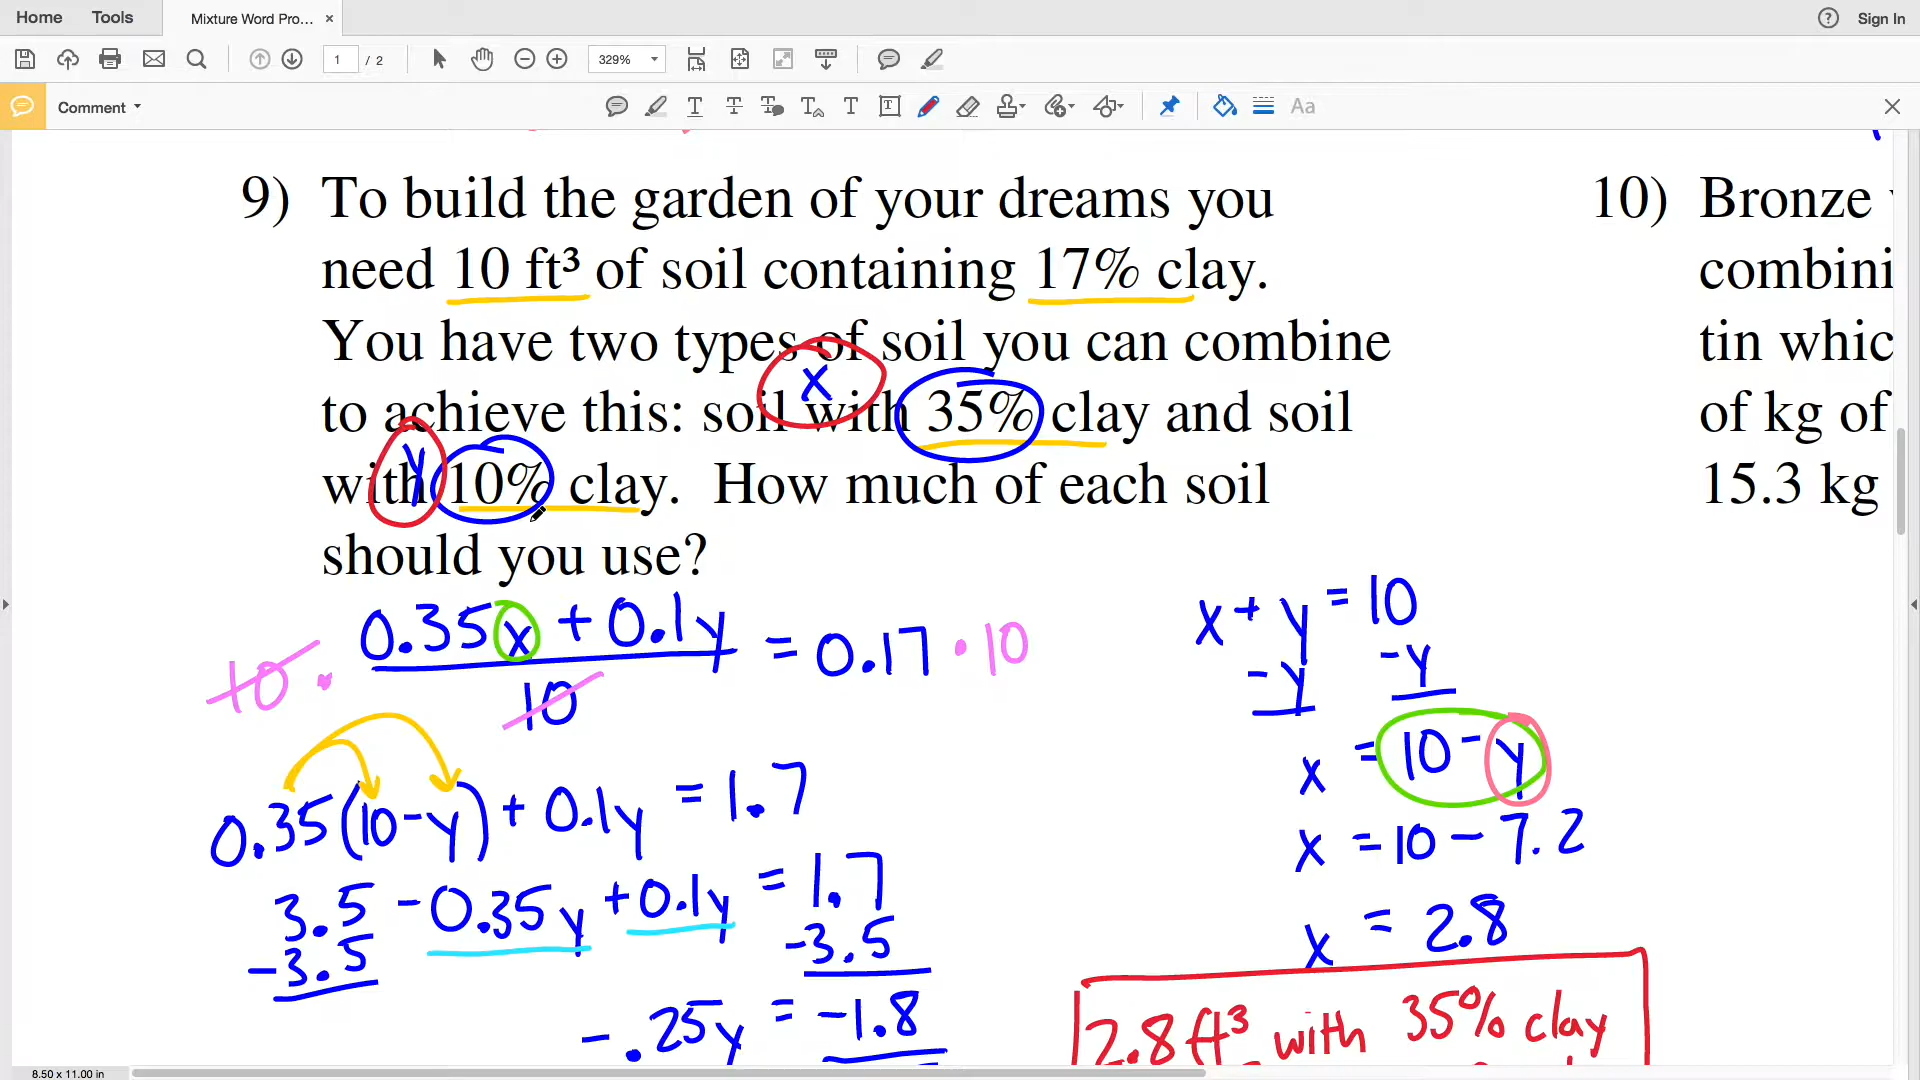 Home Tools Mixture Word Pro... × Sign In
1 / 2 329%
Comment Aa
9) To build the garden of your dreams you
need 10 ft³ of soil containing 17% clay.
You have two types of soil you can combine
to achieve this: soil with 35% clay and soil
with 10% clay. How much of each soil
should you use?
x
y
10) Bronze
combini
tin whic
of kg of
15.3 kg
10 · 0.35x + 0.1y = 0.17 · 10
10
0.35(10-y) + 0.1y = 1.7
3.5 - 0.35y + 0.1y = 1.7
-3.5 -3.5
-.25y = -1.8
x + y = 10
-y -y
x = 10 - y
x = 10 - 7.2
x = 2.8
2.8 ft³ with 35% clay
8.50 x 11.00 in